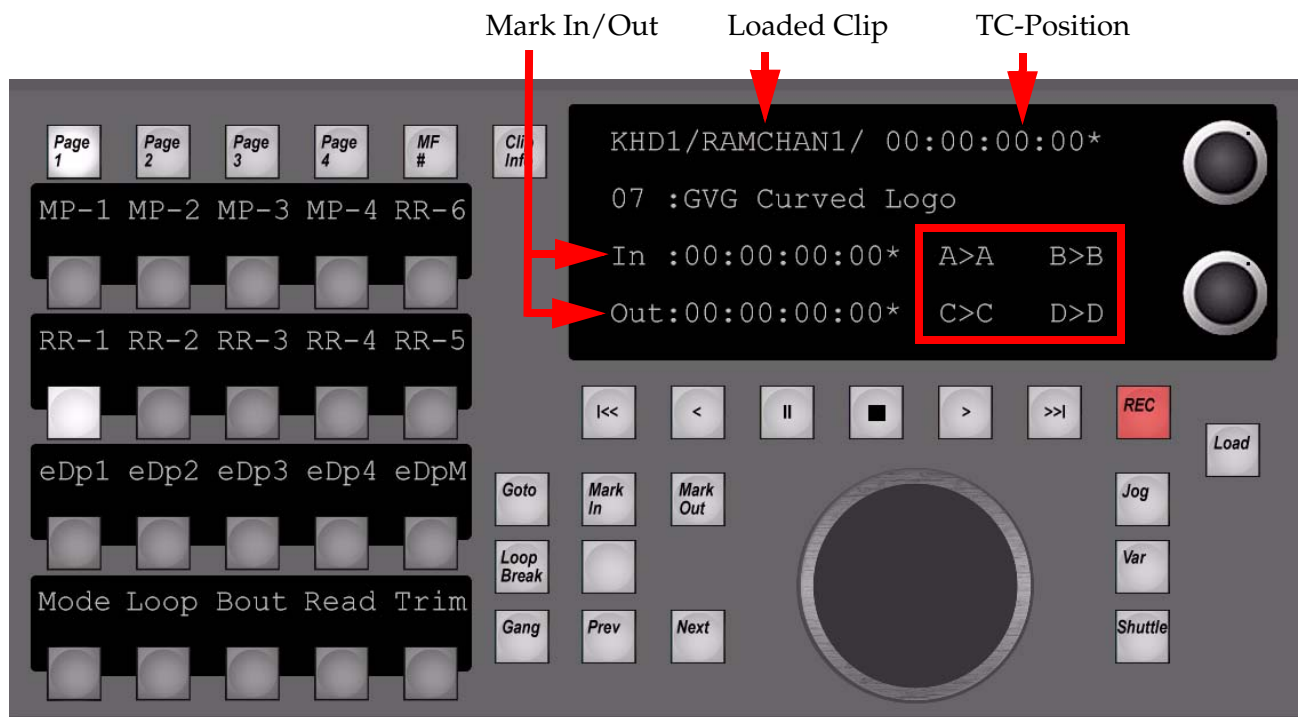 Mark In/Out Loaded Clip TC-Position
Page 1 Page 2 Page 3 Page 4 MF # Clip Info
KHD1/RAMCHAN1/ 00:00:00:00*
07 :GVG Curved Logo
MP-1 MP-2 MP-3 MP-4 RR-6
In :00:00:00:00* A>A B>B
Out:00:00:00:00* C>C D>D
RR-1 RR-2 RR-3 RR-4 RR-5
I<< < II ■ > >>I REC
Load
eDp1 eDp2 eDp3 eDp4 eDpM
Goto Mark In Mark Out Jog
Loop Break Var
Mode Loop Bout Read Trim
Gang Prev Next Shuttle